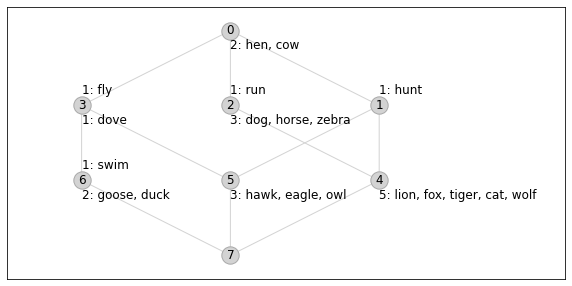 0
2: hen, cow
1: fly
1: run
1: hunt
3
2
1
1: dove
3: dog, horse, zebra
1: swim
6
5
4
2: goose, duck
3: hawk, eagle, owl
5: lion, fox, tiger, cat, wolf
7